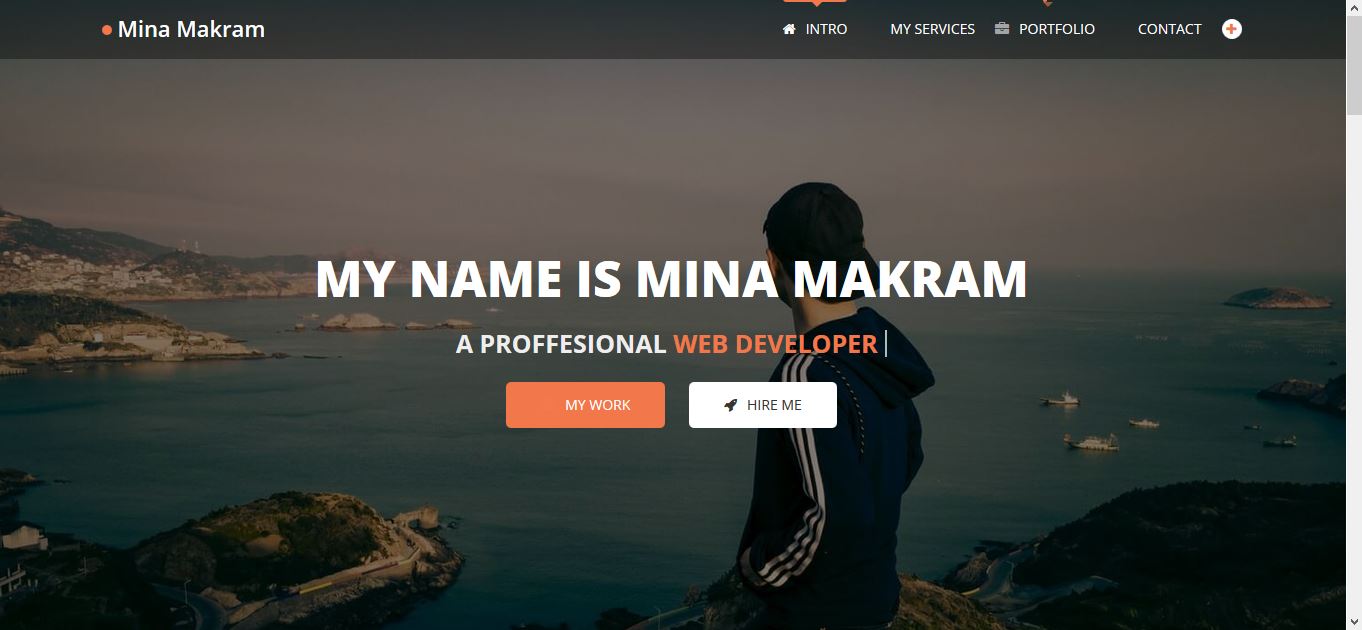 Mina Makram
INTRO MY SERVICES PORTFOLIO CONTACT
MY NAME IS MINA MAKRAM
A PROFFESIONAL WEB DEVELOPER
MY WORK HIRE ME